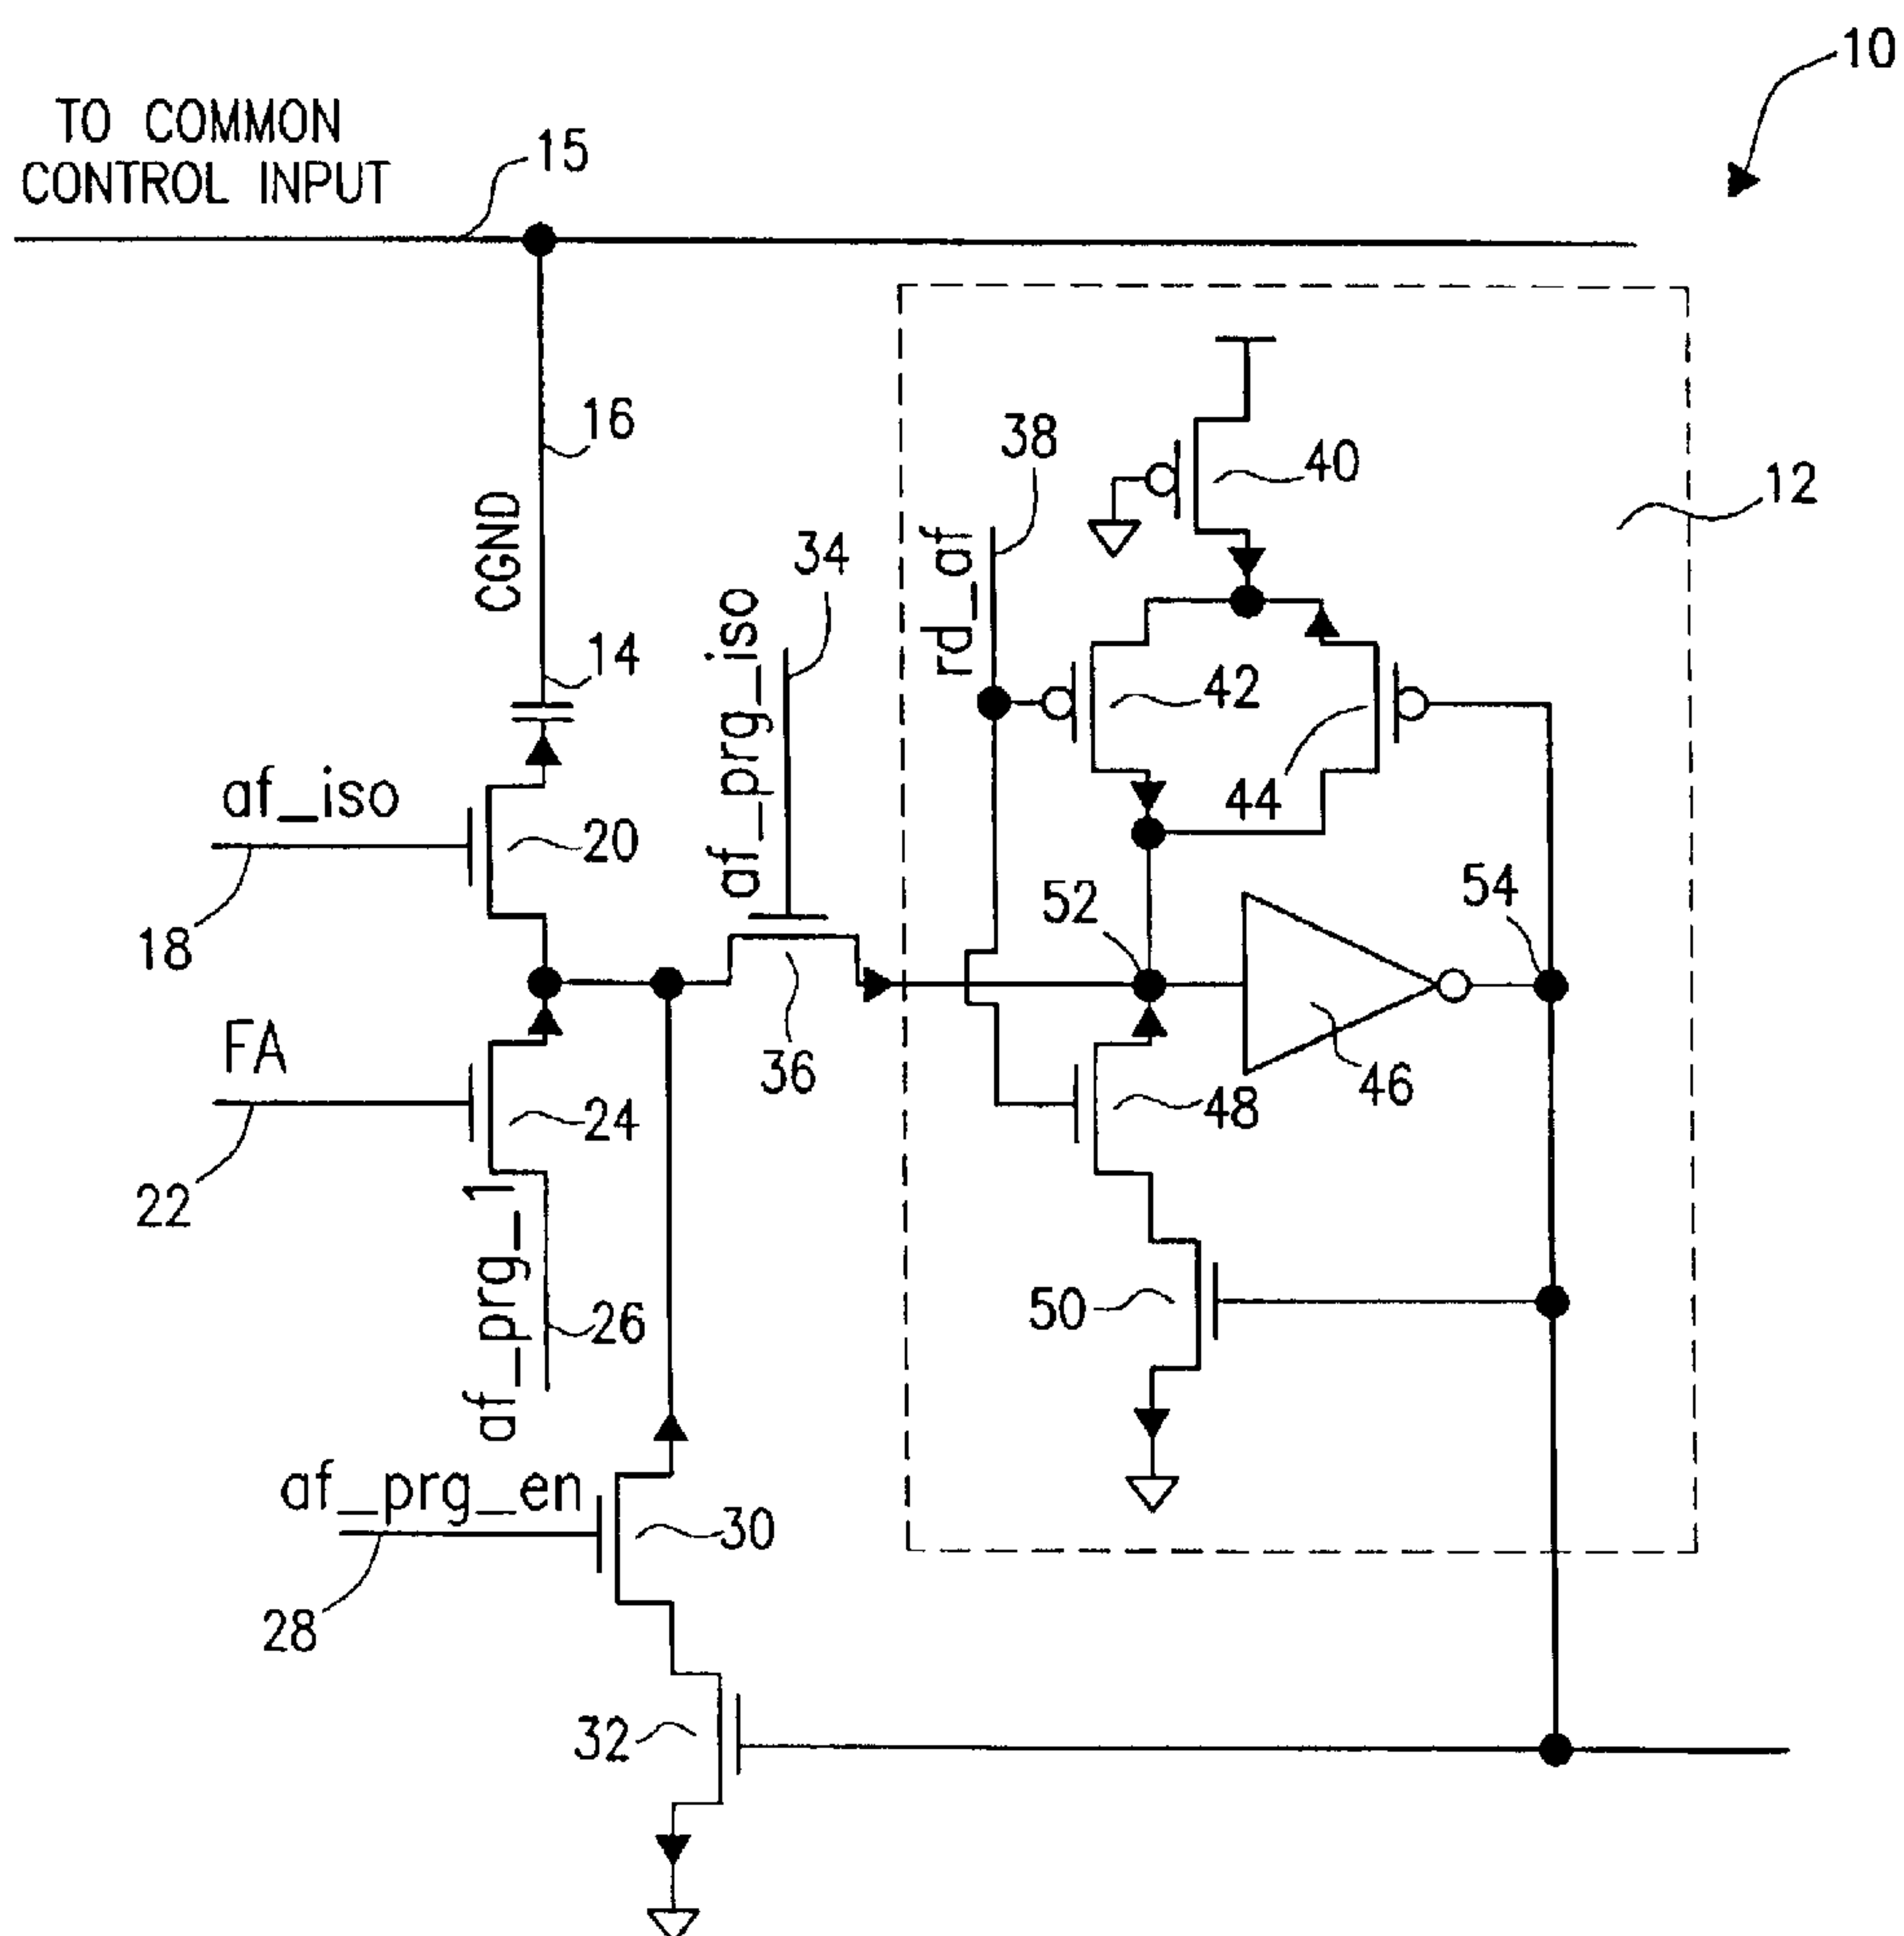 10
TO COMMON
CONTROL INPUT
15
16
38
40
12
CGND
34
rd_af
af_prg_iso
14
42
44
af_iso
20
52
54
18
36
FA
46
24
48
22
af_prg_1
50
26
af_prg_en
30
28
32